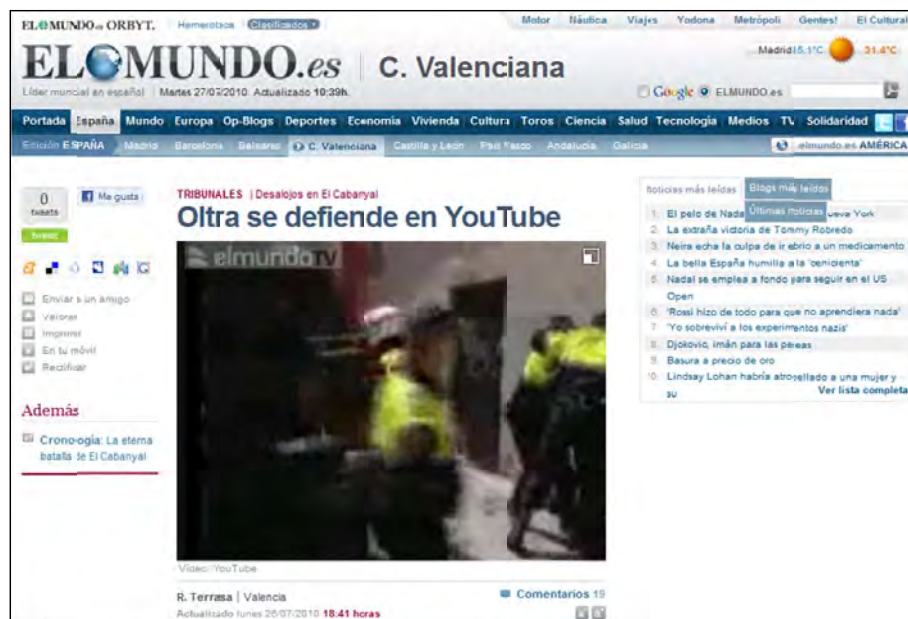 EL MUNDO en ORBYT. Hemeroteca Clasificados
Motor Náutica Viajes Yodona Metrópoli Gentes! El Cultural
EL MUNDO.es C. Valenciana
Madrid 31.4°C
Líder mundial en español Martes 27/07/2010. Actualizado 10:39h.
Google ELMUNDO.es
Portada España Mundo Europa Op-Blogs Deportes Economía Vivienda Cultura Toros Ciencia Salud Tecnología Medios TV Solidaridad
Edición ESPAÑA Madrid Barcelona Baleares C. Valenciana Castilla y León País Vasco Andalucía Galicia elmundo.es AMÉRICA
0
tweets
tweet
Me gusta
Enviar a un amigo
Valorar
Imprimir
En tu móvil
Rectificar
Además
Cronología: La eterna
batalla de El Cabanyal
TRIBUNALES | Desalojos en El Cabanyal
Oltra se defiende en YouTube
elmundoTV
Vídeo: YouTube
R. Terrasa | Valencia
Comentarios 19
Actualizado lunes 26/07/2010 18:41 horas
Noticias más leídas Blogs más leídos
Últimas noticias
1. El pelo de Nada ueva York
2. La extraña victoria de Tommy Robredo
3. Neira echa la culpa de ir ebrio a un medicamento
4. La bella España humilla a la 'cenicienta'
5. Nadal se emplea a fondo para seguir en el US
Open
6. 'Rossi hizo de todo para que no aprendiera nada'
7. 'Yo sobreviví a los experimentos nazis'
8. Djokovic, imán para las
9. Basura a precio de oro
10. Lindsay Lohan habría atropellado a una mujer y
su
Ver lista completa